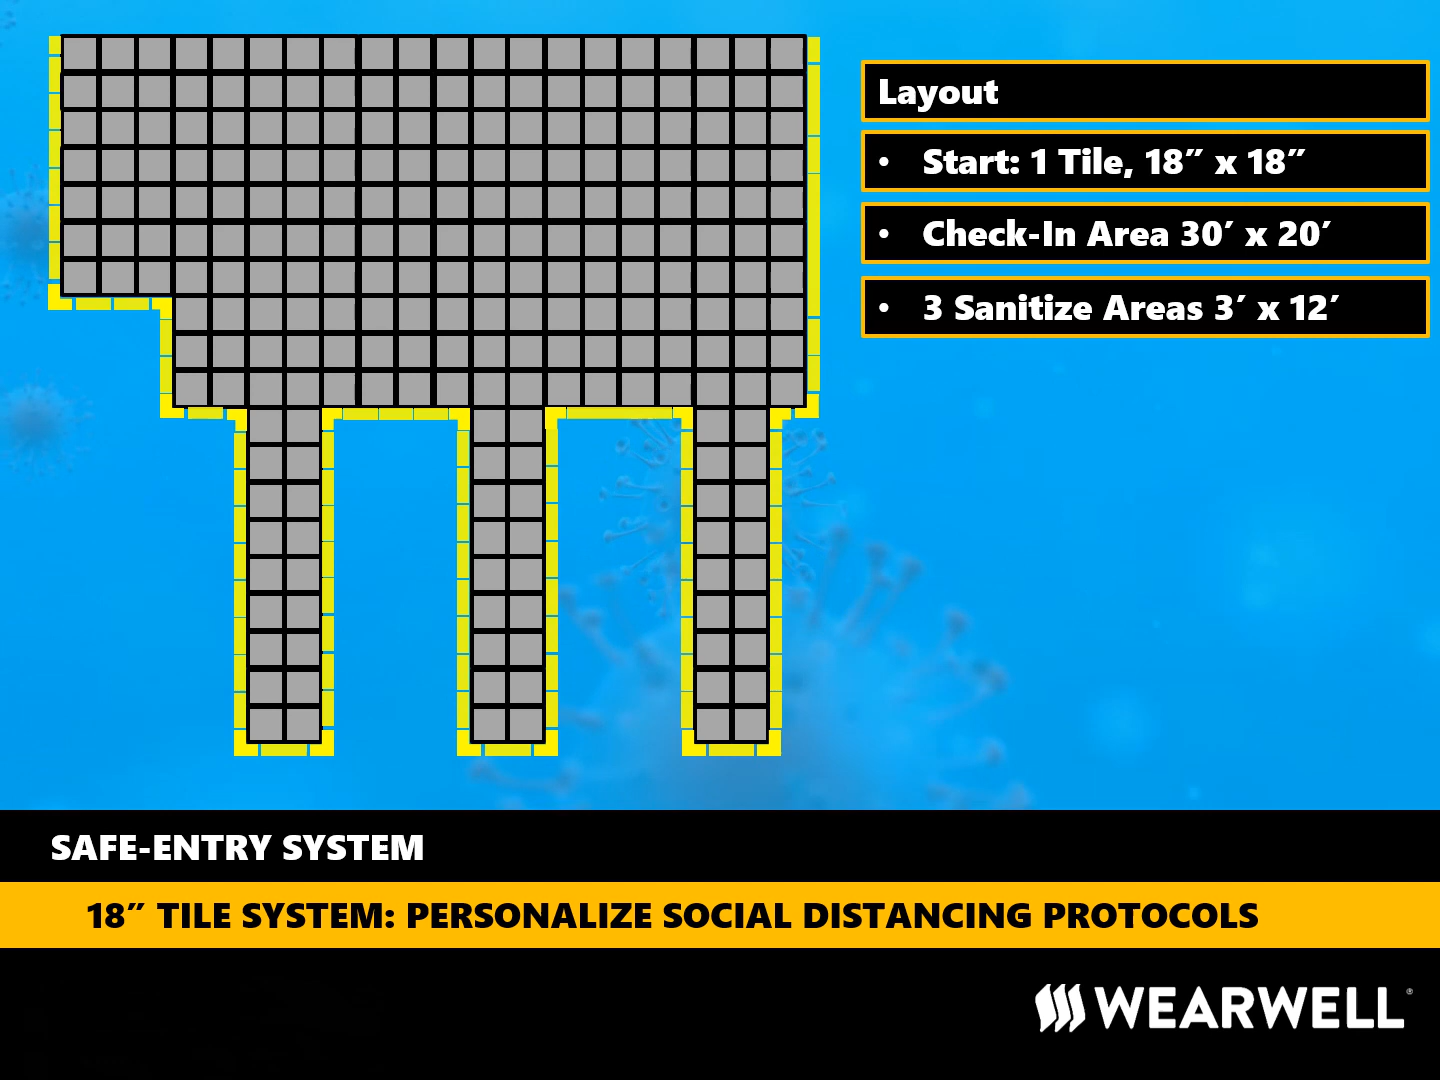 Layout
• Start: 1 Tile, 18″ x 18″
• Check-In Area 30′ x 20′
• 3 Sanitize Areas 3′ x 12′
SAFE-ENTRY SYSTEM
18″ TILE SYSTEM: PERSONALIZE SOCIAL DISTANCING PROTOCOLS
WEARWELL®